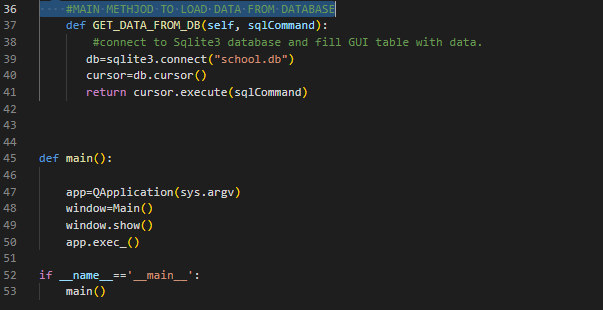 36 #MAIN METHJOD TO LOAD DATA FROM DATABASE
37 def GET_DATA_FROM_DB(self, sqlCommand):
38 #connect to Sqlite3 database and fill GUI table with data.
39 db=sqlite3.connect("school.db")
40 cursor=db.cursor()
41 return cursor.execute(sqlCommand)
42
43
44
45 def main():
46
47 app=QApplication(sys.argv)
48 window=Main()
49 window.show()
50 app.exec_()
51
52 if __name__=='__main__':
53 main()